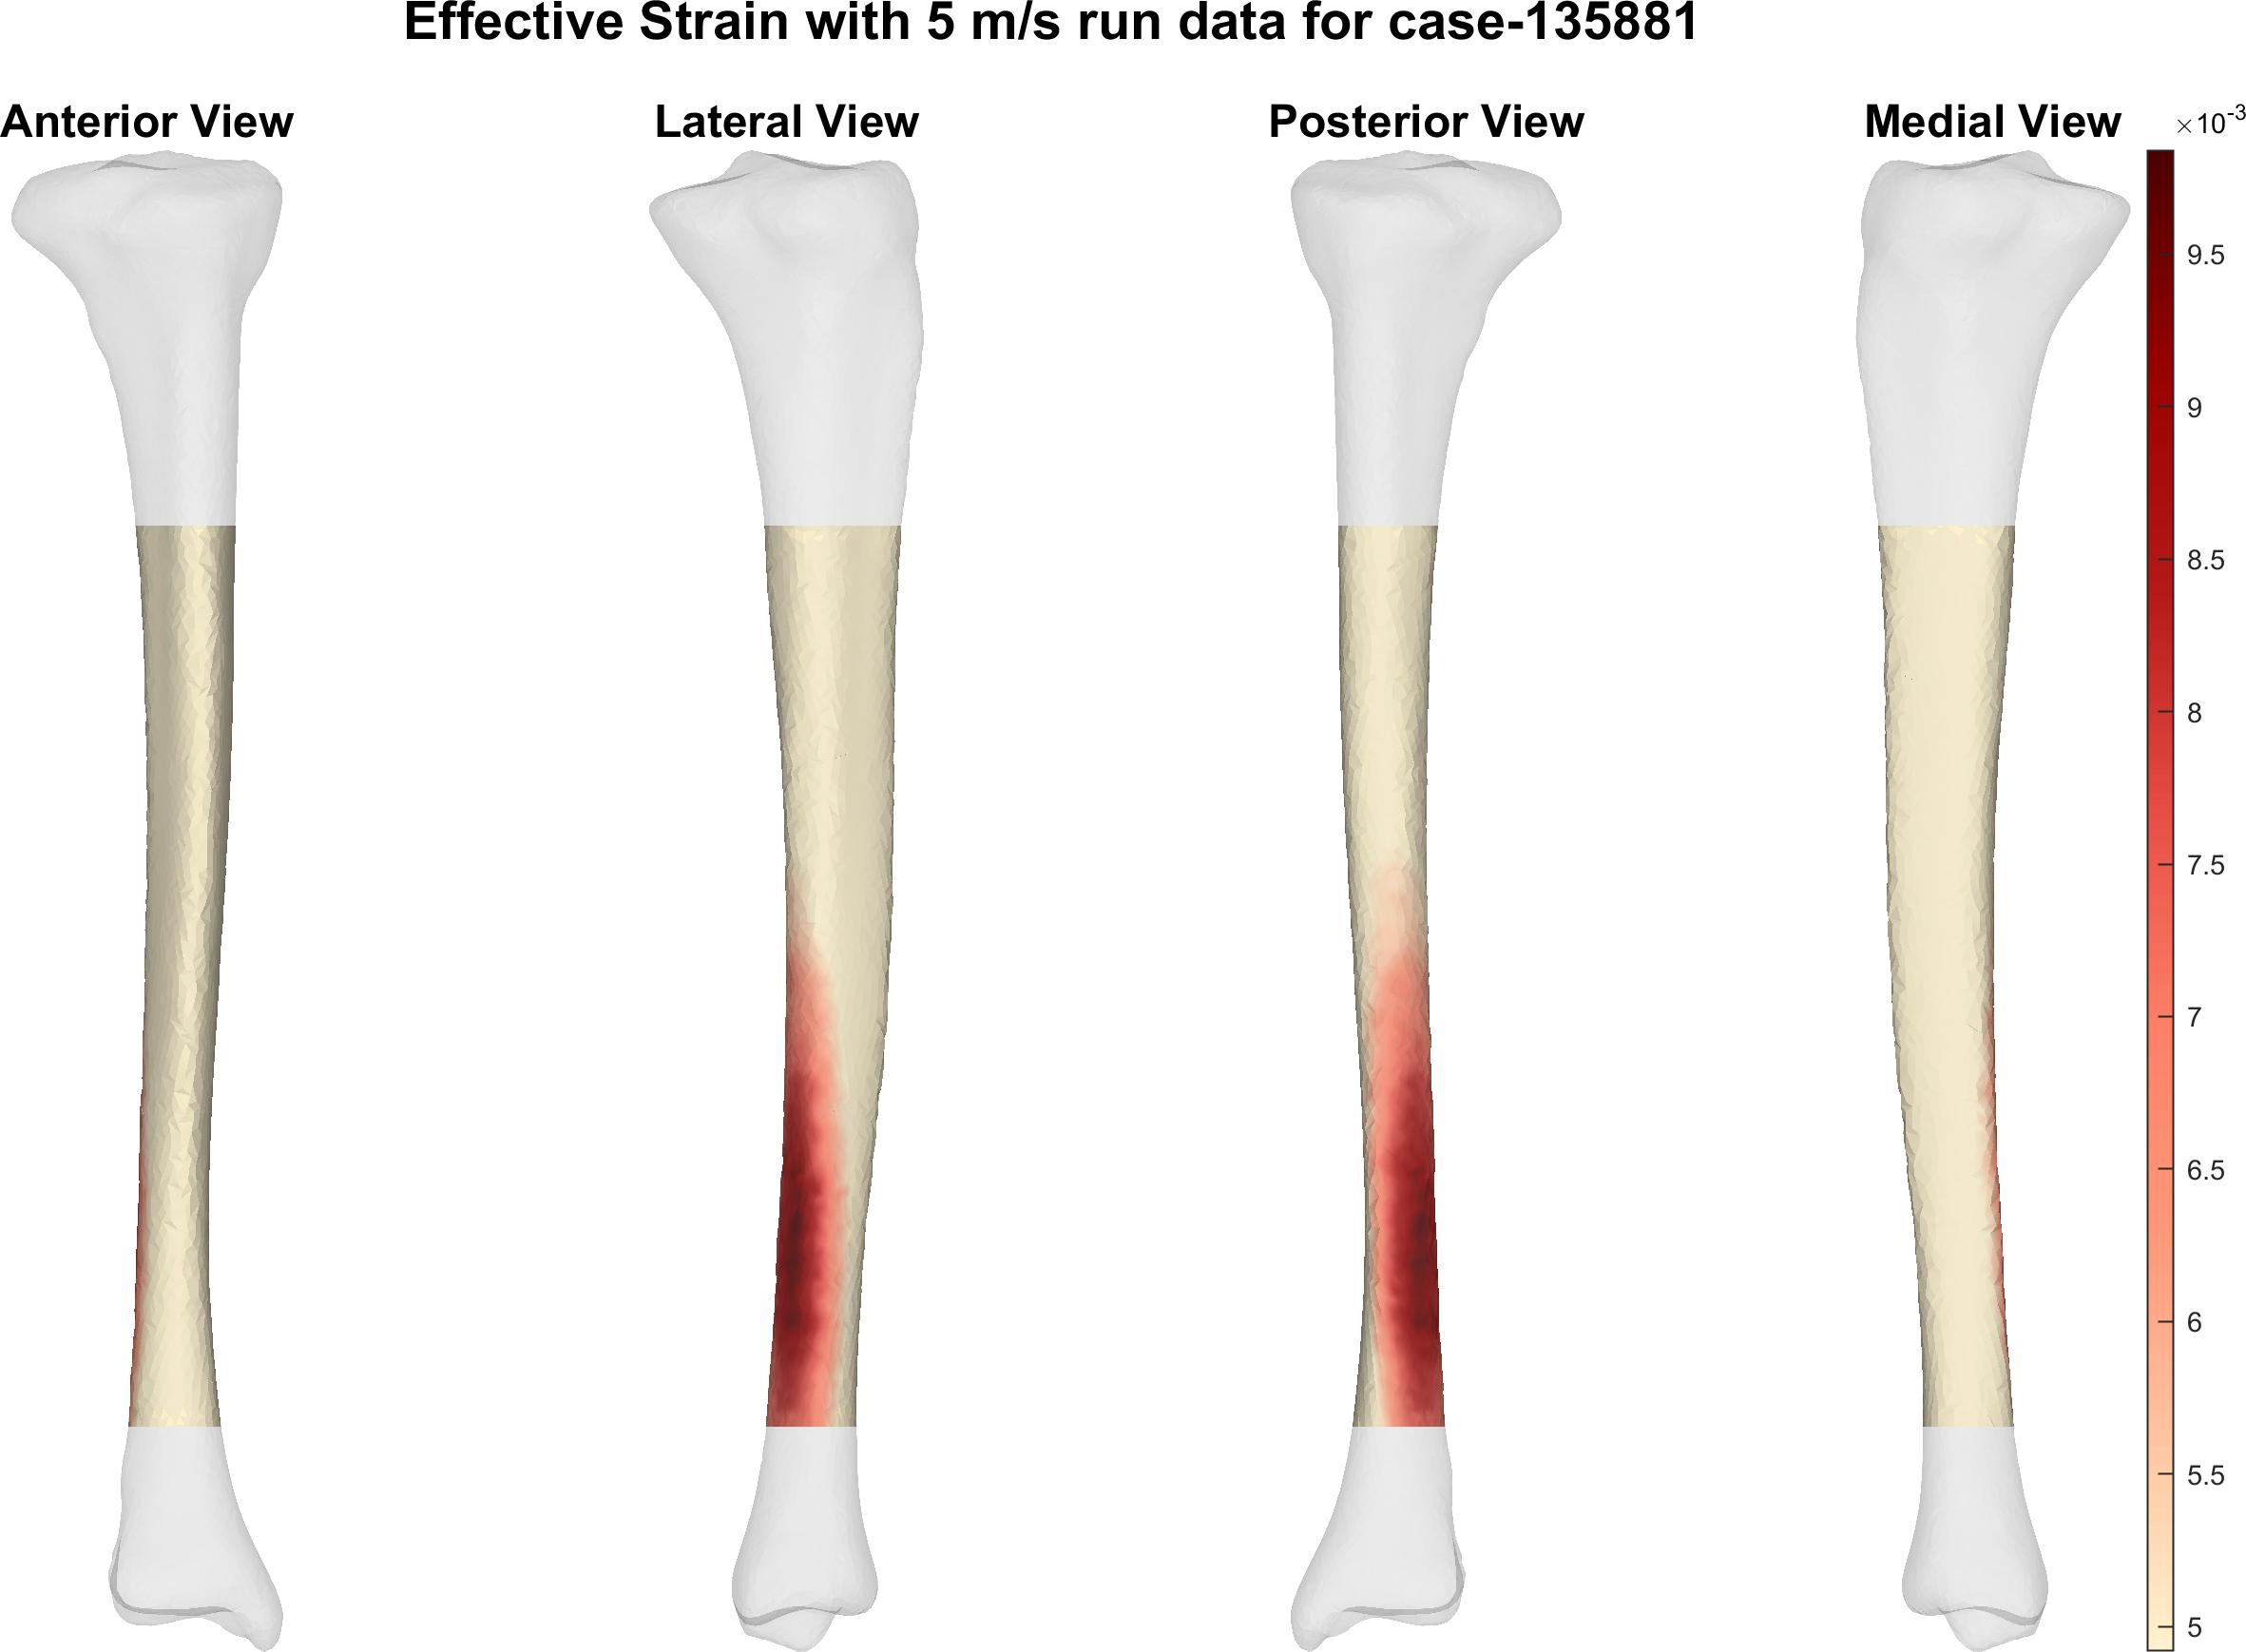 Effective Strain with 5 m/s run data for case-135881
Anterior View
Lateral View
Posterior View
Medial View
×10-3
9.5
9
8.5
8
7.5
7
6.5
6
5.5
5